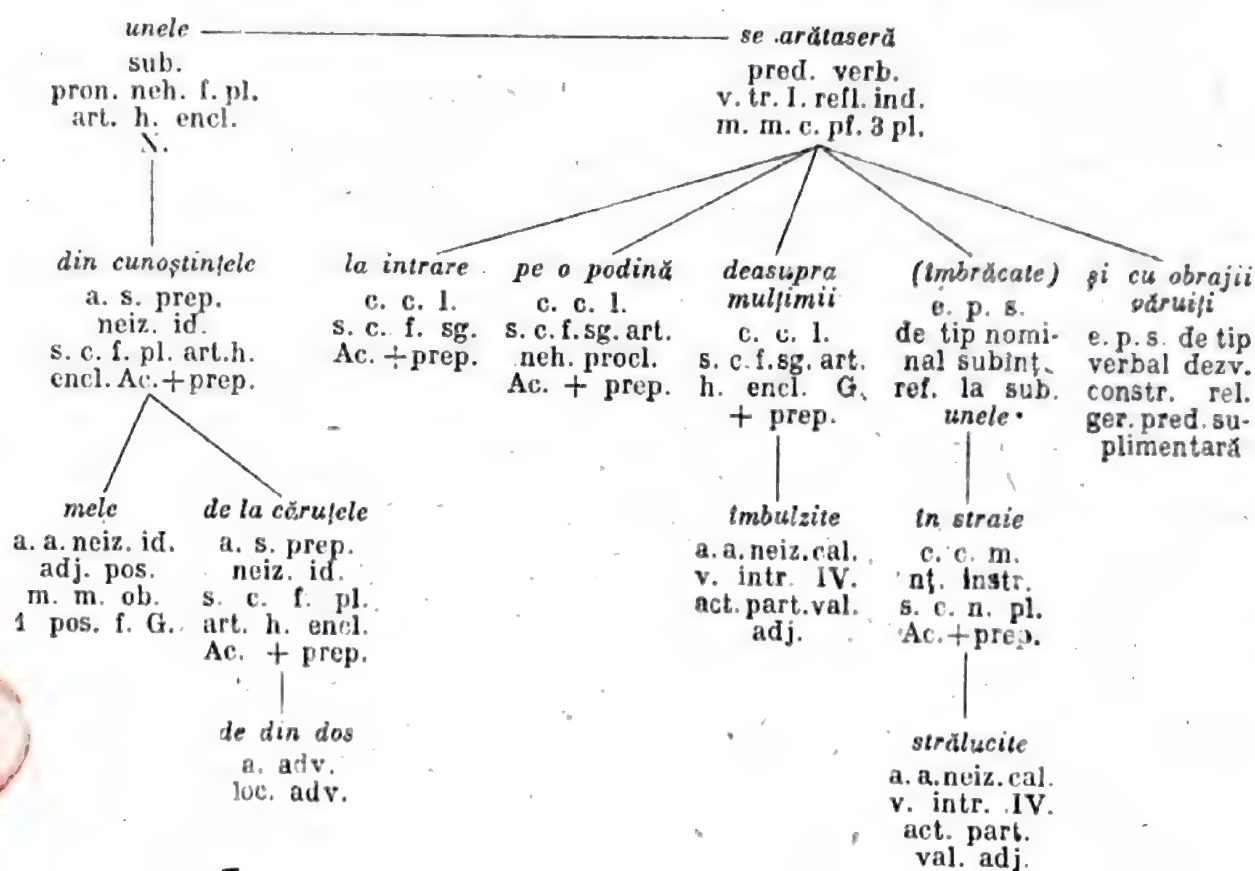 unele
se arătaseră
sub.
pron. neh. f. pl.
art. h. encl.
N.
pred. verb.
v. tr. I. refl. ind.
m. m. c. pf. 3 pl.
din cunoştinţele
a. s. prep.
neiz. id.
s. c. f. pl. art. h.
encl. Ac. + prep.
la intrare
c. c. l.
s. c. f. sg.
Ac. + prep.
pe o podină
c. c. l.
s. c. f. sg. art.
neh. procl.
Ac. + prep.
deasupra
mulţimii
c. c. l.
s. c. f. sg. art.
h. encl. G.
+ prep.
(îmbrăcate)
e. p. s.
de tip nomi-
nal subînţ.
ref. la sub.
unele
şi cu obrajii
văruiţi
e. p. s. de tip
verbal dezv.
constr. rel.
ger. pred. su-
plimentară
mele
a. a. neiz. id.
adj. pos.
m. m. ob.
1 pos. f. G.
de la căruţele
a. s. prep.
neiz. id.
s. c. f. pl.
art. h. encl.
Ac. + prep.
îmbulzite
a. a. neiz. cal.
v. intr. IV.
act. part. val.
adj.
în straie
c. c. m.
nţ. instr.
s. c. n. pl.
Ac. + prep.
de din dos
a. adv.
loc. adv.
strălucite
a. a. neiz. cal.
v. intr. IV.
act. part.
val. adj.